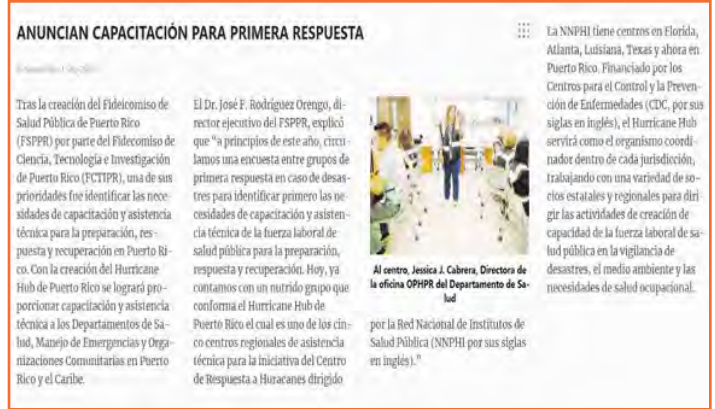 ANUNCIAN CAPACITACIÓN PARA PRIMERA RESPUESTA
Tras la creación del Fideicomiso de
Salud Pública de Puerto Rico
(FSPPR) por parte del Fidecomiso de
Ciencia, Tecnología e Investigación
de Puerto Rico (FCTIPR), una de sus
prioridades fue identificar las nece-
sidades de capacitación y asistencia
técnica para la preparación, res-
puesta y recuperación en Puerto Ri-
co. Con la creación del Hurricane
Hub de Puerto Rico se logrará pro-
porcionar capacitación y asistencia
técnica a los Departamentos de Sa-
lud, Manejo de Emergencias y Orga-
nizaciones Comunitarias en Puerto
Rico y el Caribe.
El Dr. José F. Rodríguez Orengo, di-
rector ejecutivo del FSPPR, explicó
que “a principios de este año, circu-
lamos una encuesta entre grupos de
primera respuesta en caso de desas-
tres para identificar primero las ne-
cesidades de capacitación y asisten-
cia técnica de la fuerza laboral de
salud pública para la preparación,
respuesta y recuperación. Hoy, ya
contamos con un nutrido grupo que
conforma el Hurricane Hub de
Puerto Rico el cual es uno de los cin-
co centros regionales de asistencia
técnica para la iniciativa del Centro
de Respuesta a Huracanes dirigido
Al centro, Jessica J. Cabrera, Directora de
la oficina OPHPR del Departamento de Sa-
lud
por la Red Nacional de Institutos de
Salud Pública (NNPHI por sus siglas
en inglés).”
La NNPHI tiene centros en Florida,
Atlanta, Luisiana, Texas y ahora en
Puerto Rico. Financiado por los
Centros para el Control y la Preven-
ción de Enfermedades (CDC, por sus
siglas en inglés), el Hurricane Hub
servirá como el organismo coordi-
nador dentro de cada jurisdicción,
trabajando con una variedad de so-
cios estatales y regionales para diri-
gir las actividades de creación de
capacidad de la fuerza laboral de sa-
lud pública en la vigilancia de
desastres, el medio ambiente y las
necesidades de salud ocupacional.